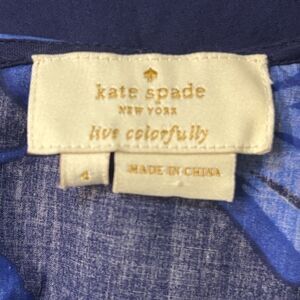 kate spade
NEW YORK
live colorfully
4
MADE IN CHINA